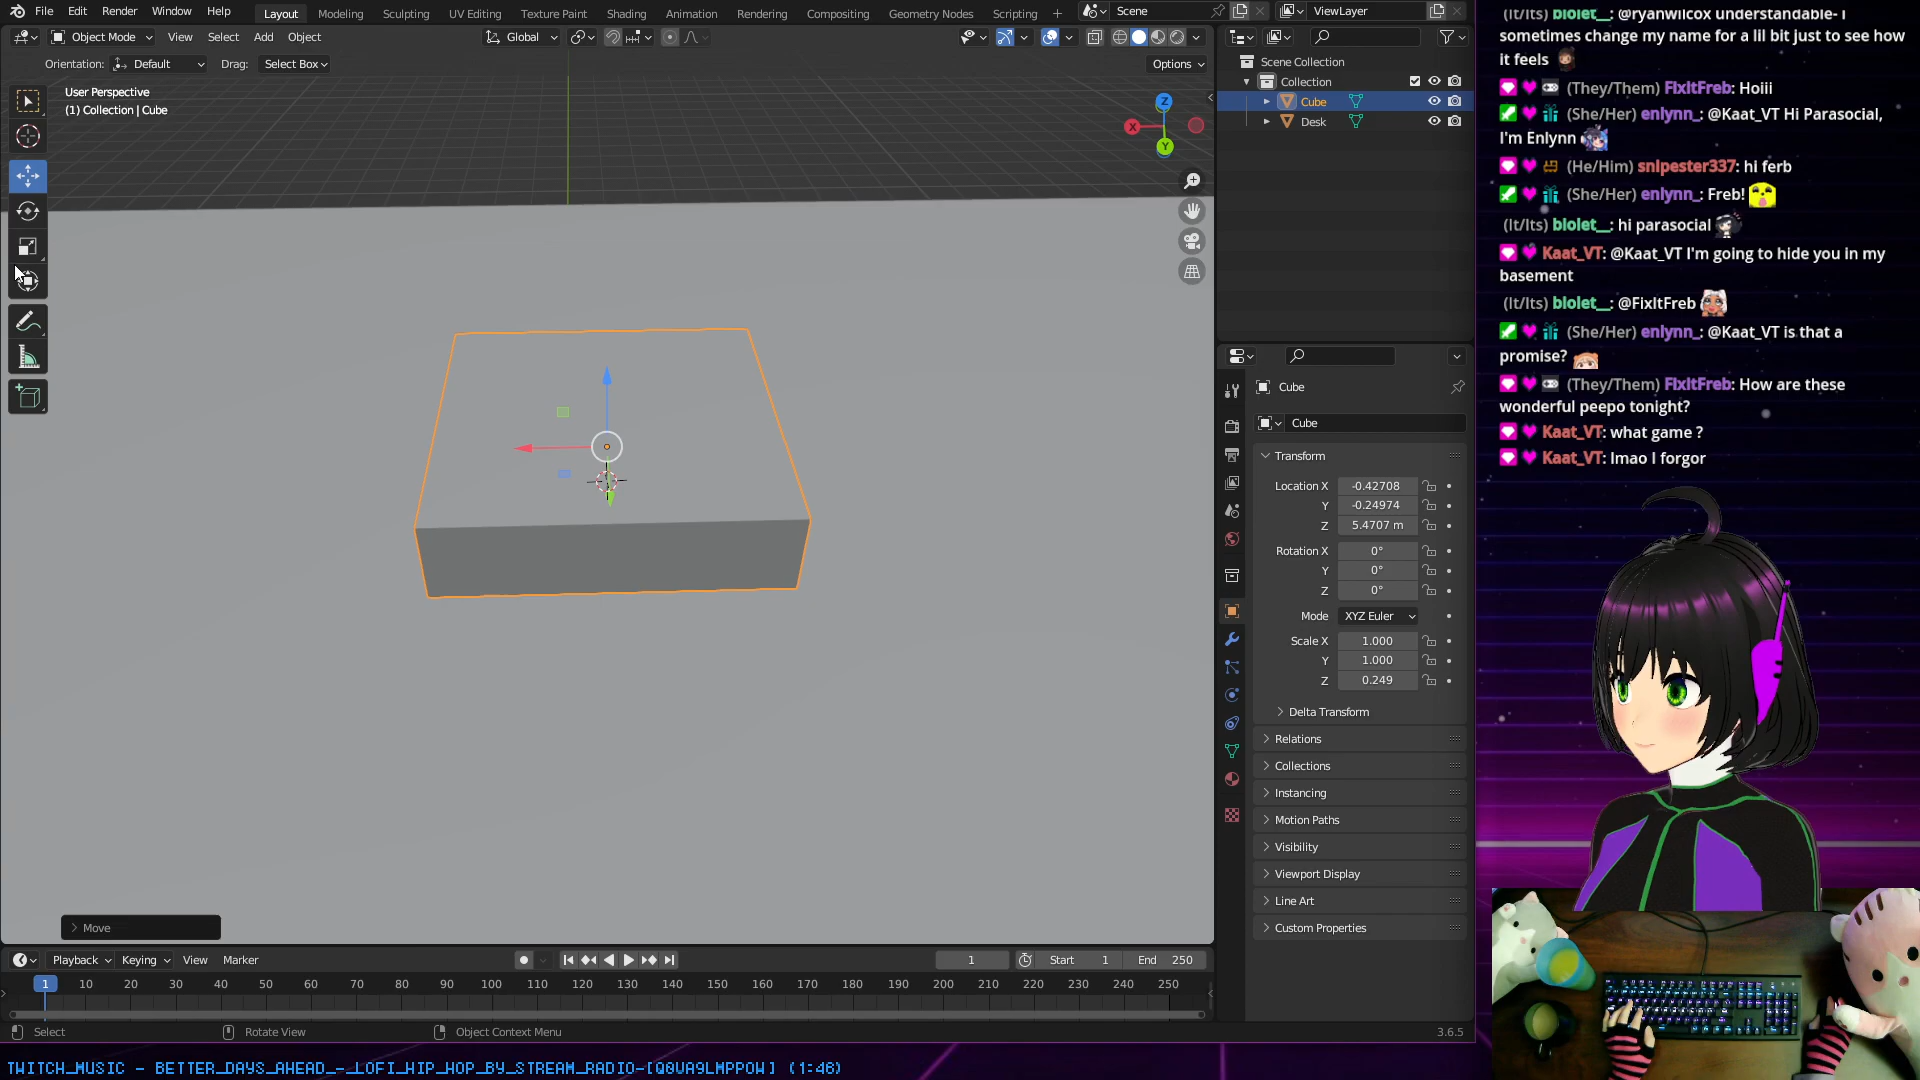 File Edit Render Window Help Layout Modeling Sculpting UV Editing Texture Paint Shading Animation Rendering Compositing Geometry Nodes Scripting + Scene ViewLayer
Object Mode View Select Add Object Global
Orientation: Default Drag: Select Box Options
User Perspective
(1) Collection | Cube
Z
X
Y
Scene Collection
Collection
Cube
Desk
Cube
Cube
Transform
Location X -0.42708
Y -0.24974
Z 5.4707 m
Rotation X 0°
Y 0°
Z 0°
Mode XYZ Euler
Scale X 1.000
Y 1.000
Z 0.249
Delta Transform
Relations
Collections
Instancing
Motion Paths
Visibility
Viewport Display
Line Art
Custom Properties
Move
Playback Keying View Marker 1 Start 1 End 250
1 10 20 30 40 50 60 70 80 90 100 110 120 130 140 150 160 170 180 190 200 210 220 230 240 250
Select Rotate View Object Context Menu 3.6.5
(It/Its) biolet__: @ryanwilcox understandable- I
sometimes change my name for a lil bit just to see how
it feels
(They/Them) FixItFreb: Hoiii
(She/Her) enlynn_: @Kaat_VT Hi Parasocial,
I'm Enlynn
(He/Him) snipester337: hi ferb
(She/Her) enlynn_: Freb!
(It/Its) biolet__: hi parasocial
Kaat_VT: @Kaat_VT I'm going to hide you in my
basement
(It/Its) biolet__: @FixItFreb
(She/Her) enlynn_: @Kaat_VT is that a
promise?
(They/Them) FixItFreb: How are these
wonderful peepo tonight?
Kaat_VT: what game ?
Kaat_VT: lmao I forgor
TWITCH_MUSIC - BETTER_DAYS_AHEAD_-_LOFI_HIP_HOP_BY_STREAM_RADIO-[Q0UA9LMPPOW] (1:46)